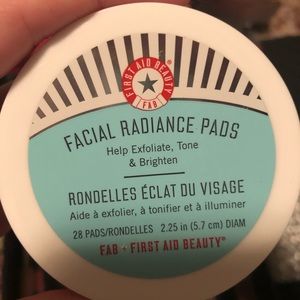 FIRST AID BEAUTY
FAB
FACIAL RADIANCE PADS
Help Exfoliate, Tone
& Brighten
RONDELLES ÉCLAT DU VISAGE
Aide à exfolier, à tonifier et à illuminer
28 PADS/RONDELLES 2.25 in (5.7 cm) DIAM
FAB • FIRST AID BEAUTY®